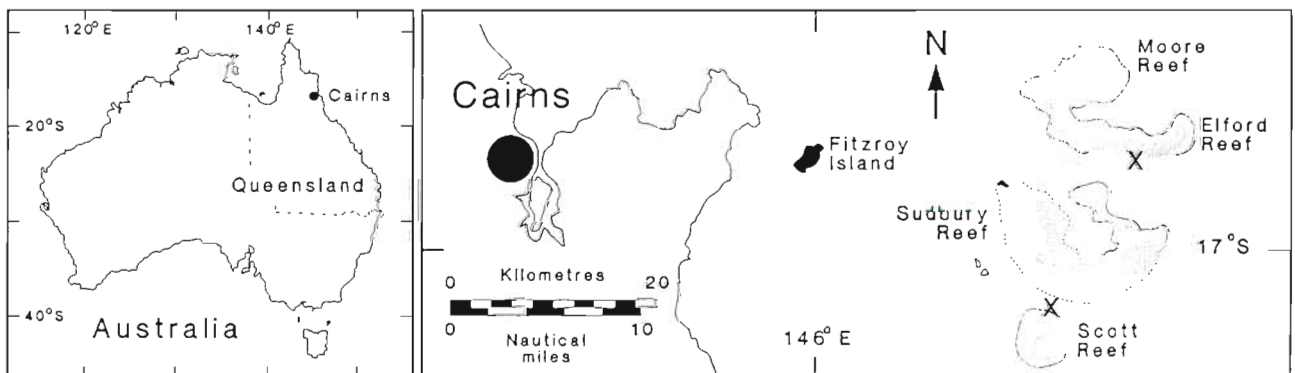 120°E
140°E
Cairns
20°S
Queensland
40°S
Australia
N
Moore
Reef
Cairns
Elford
Reef
Fitzroy
Island
X
Sudbury
Reef
17°S
Kilometres
0
20
0
10
Nautical
miles
146°E
X
Scott
Reef